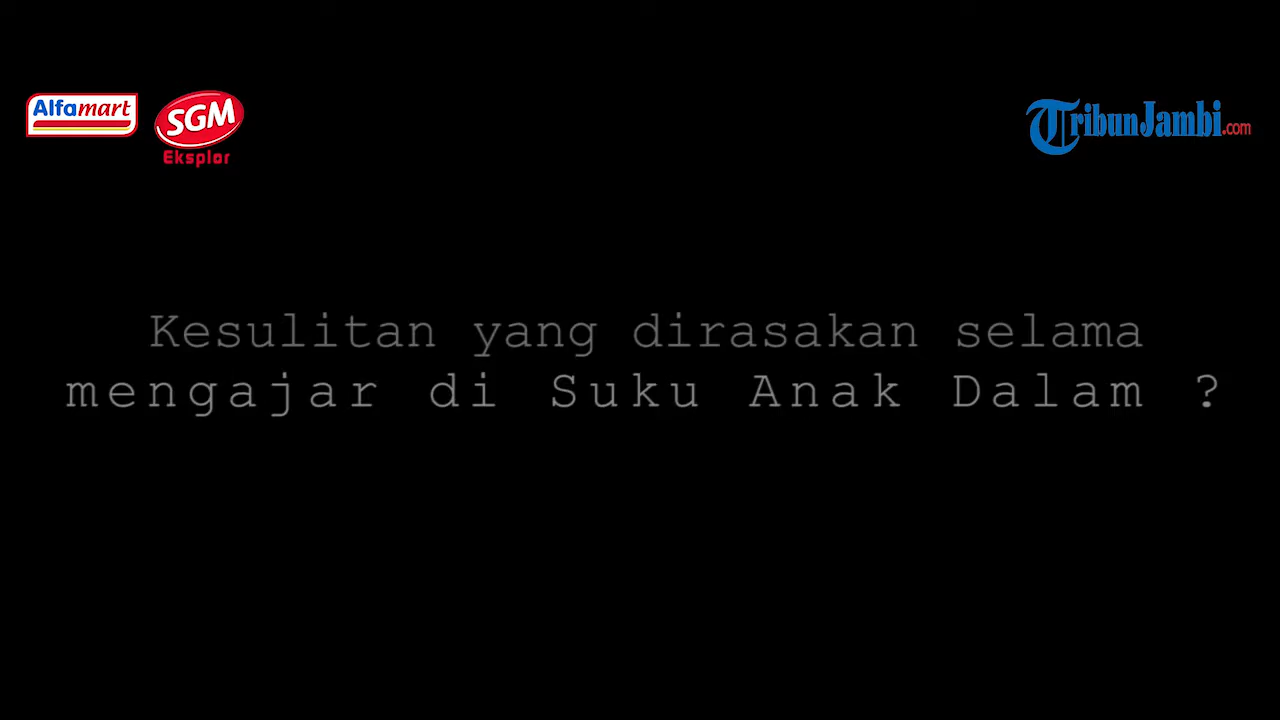 Alfamart
SGM
Eksplor
TribunJambi.com
Kesulitan yang dirasakan selama
mengajar di Suku Anak Dalam ?